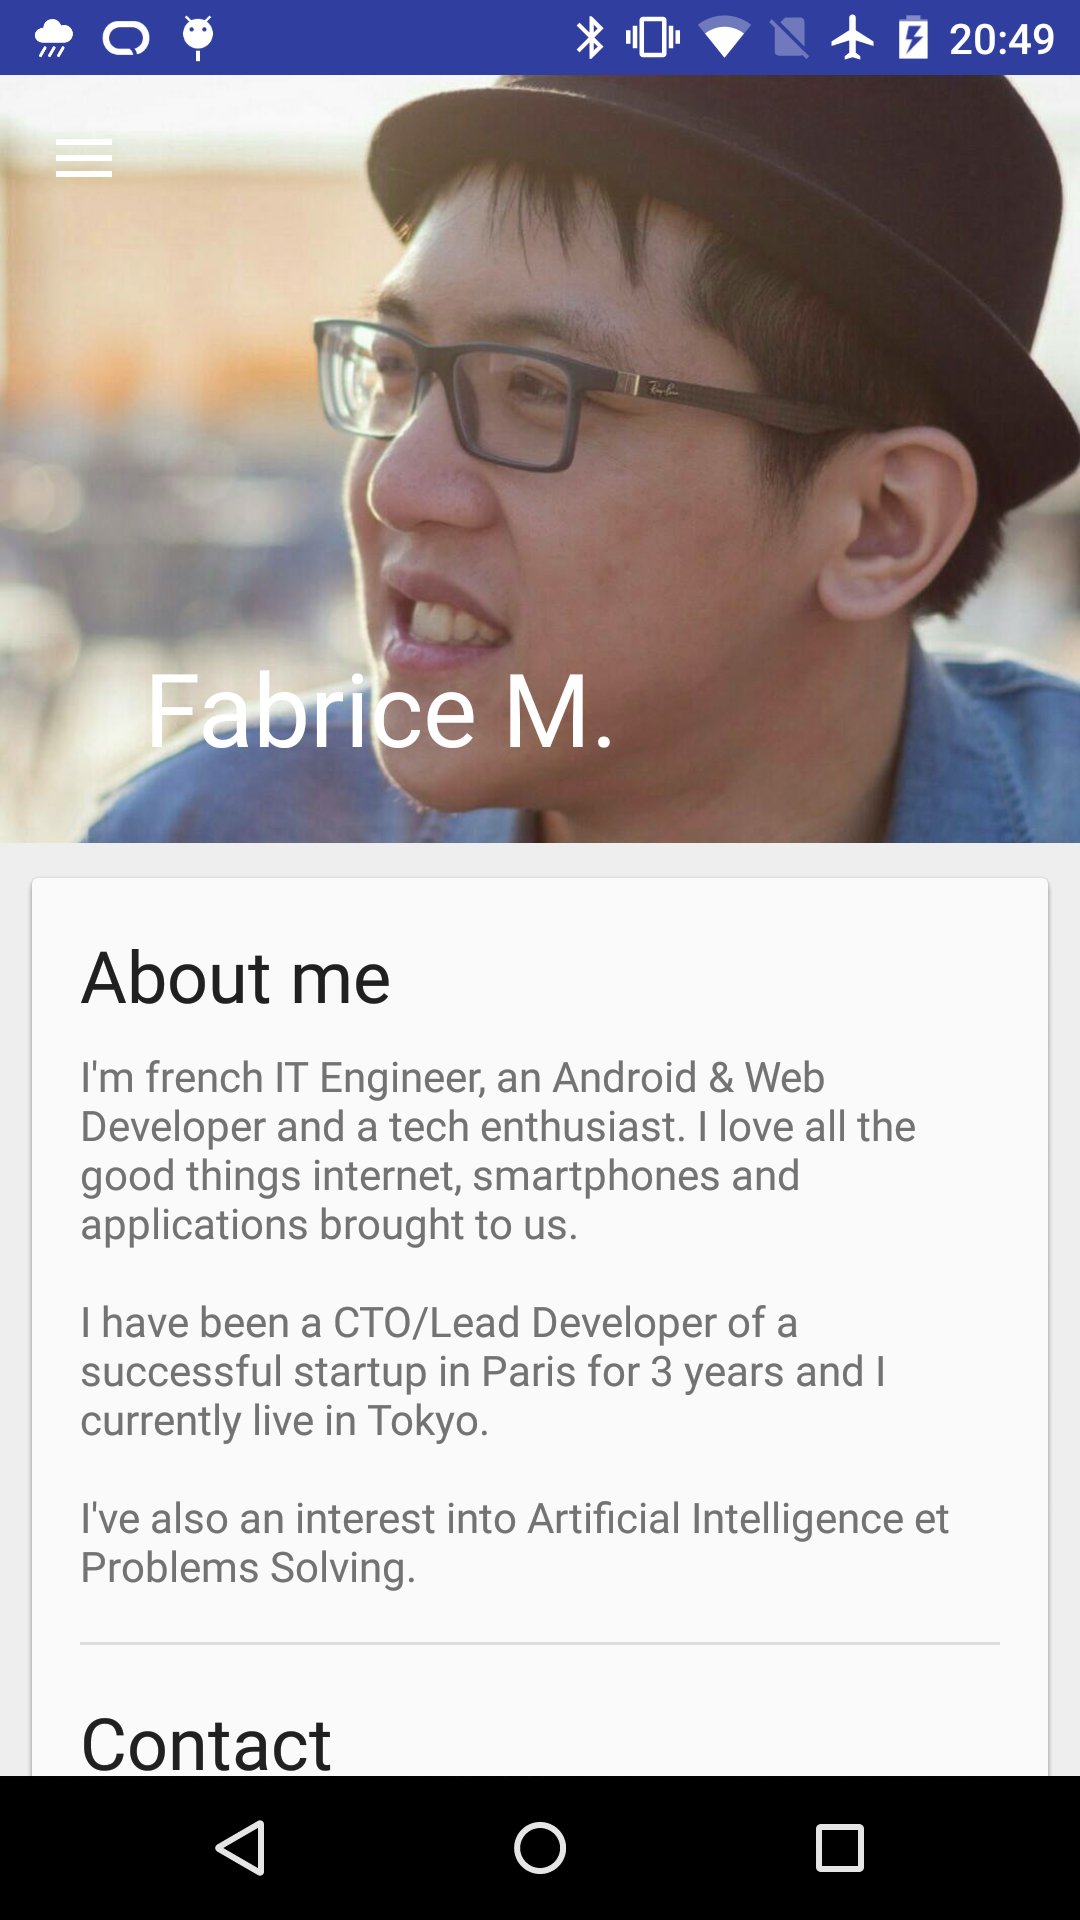 20:49
Ray-Ban
Fabrice M.
About me
I'm french IT Engineer, an Android & Web
Developer and a tech enthusiast. I love all the
good things internet, smartphones and
applications brought to us.
I have been a CTO/Lead Developer of a
successful startup in Paris for 3 years and I
currently live in Tokyo.
I've also an interest into Artificial Intelligence et
Problems Solving.
Contact